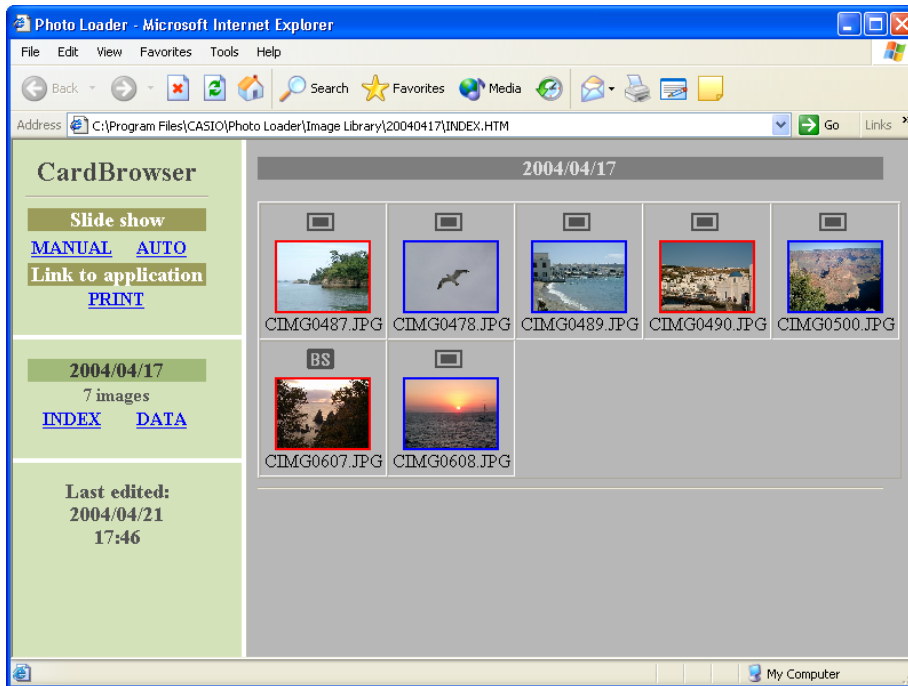 Photo Loader - Microsoft Internet Explorer
File Edit View Favorites Tools Help
Back Search Favorites Media
Address C:\Program Files\CASIO\Photo Loader\Image Library\20040417\INDEX.HTM Go Links »
CardBrowser
Slide show
MANUAL AUTO
Link to application
PRINT
2004/04/17
7 images
INDEX DATA
Last edited:
2004/04/21
17:46
2004/04/17
CIMG0487.JPG CIMG0478.JPG CIMG0489.JPG CIMG0490.JPG CIMG0500.JPG
BS
CIMG0607.JPG CIMG0608.JPG
My Computer